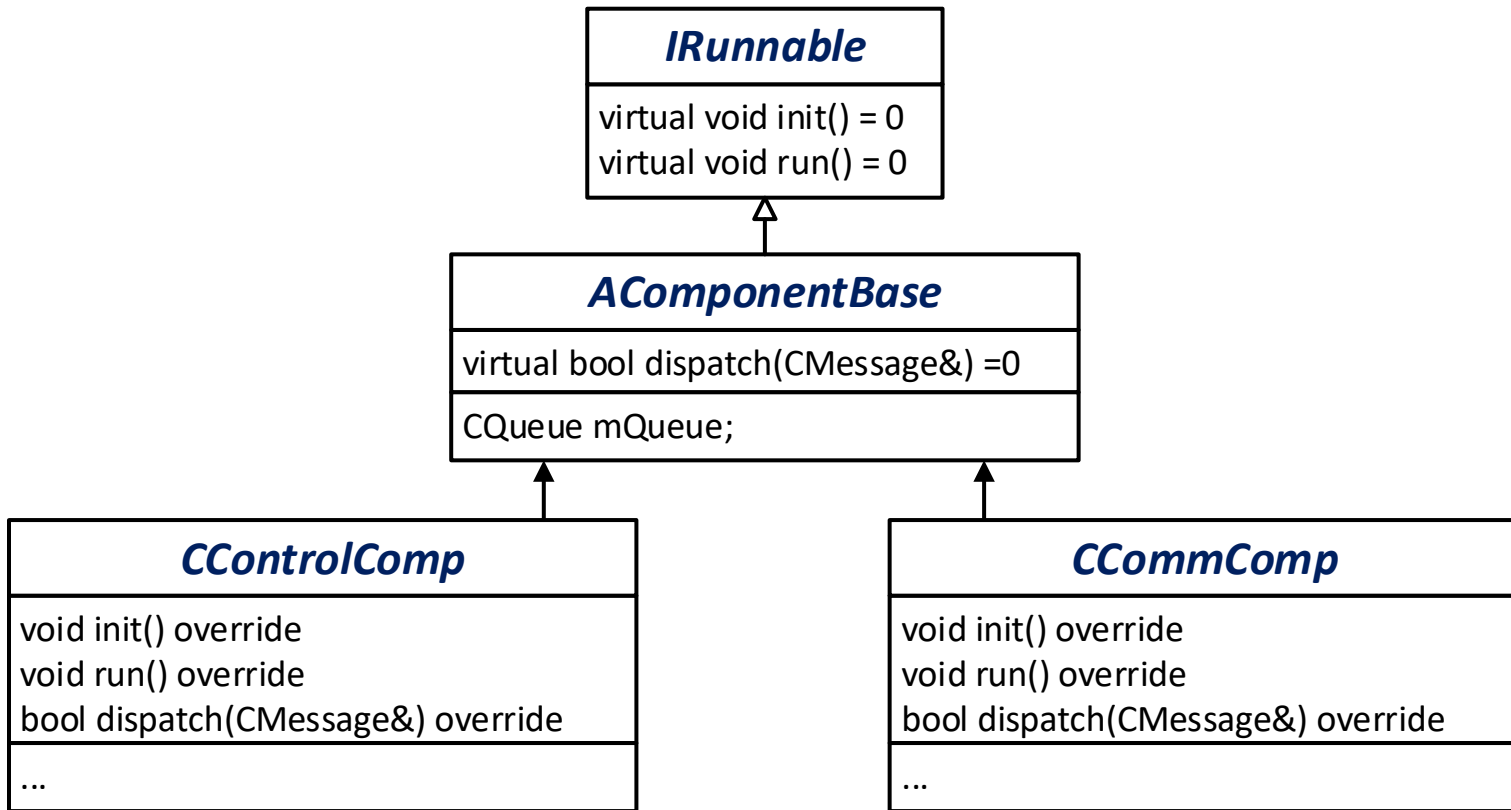 IRunnable
virtual void init() = 0
virtual void run() = 0
AComponentBase
virtual bool dispatch(CMessage&) =0
CQueue mQueue;
CControlComp
void init() override
void run() override
bool dispatch(CMessage&) override
...
CCommComp
void init() override
void run() override
bool dispatch(CMessage&) override
...